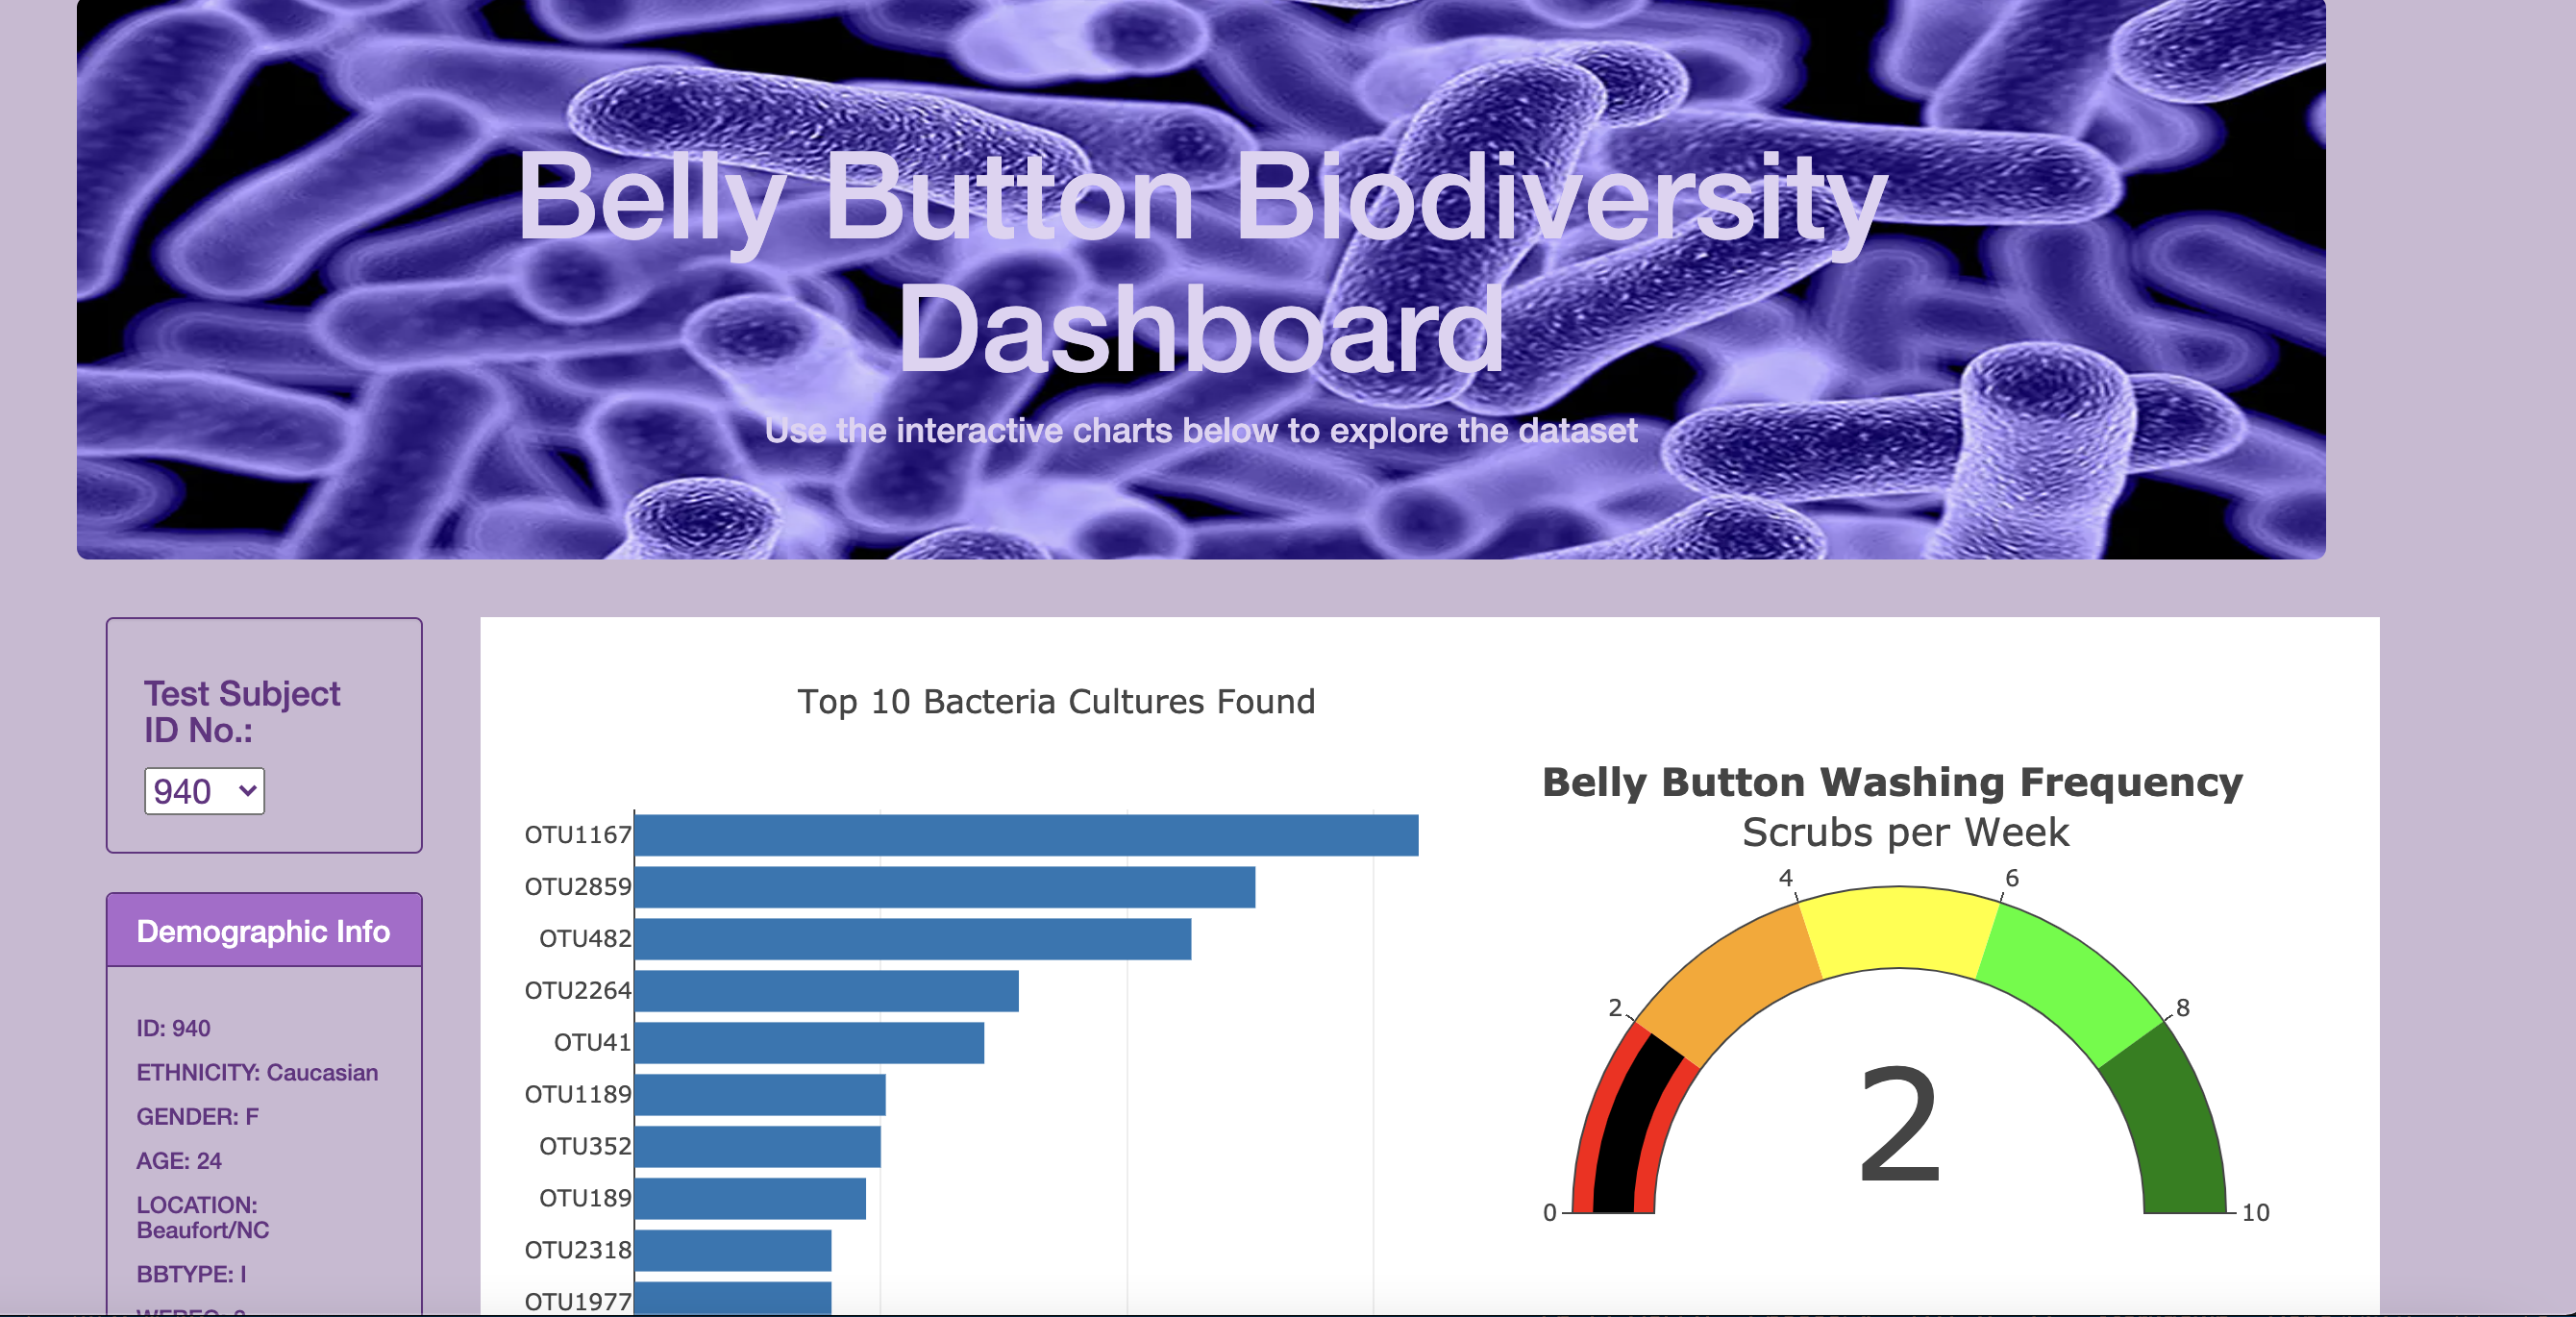 Belly Button Biodiversity
Dashboard
Use the interactive charts below to explore the dataset
Test Subject
ID No.:
940
Demographic Info
ID: 940
ETHNICITY: Caucasian
GENDER: F
AGE: 24
LOCATION:
Beaufort/NC
BBTYPE: I
Top 10 Bacteria Cultures Found
OTU1167
OTU2859
OTU482
OTU2264
OTU41
OTU1189
OTU352
OTU189
OTU2318
OTU1977
Belly Button Washing Frequency
Scrubs per Week
0
2
4
6
8
10
2